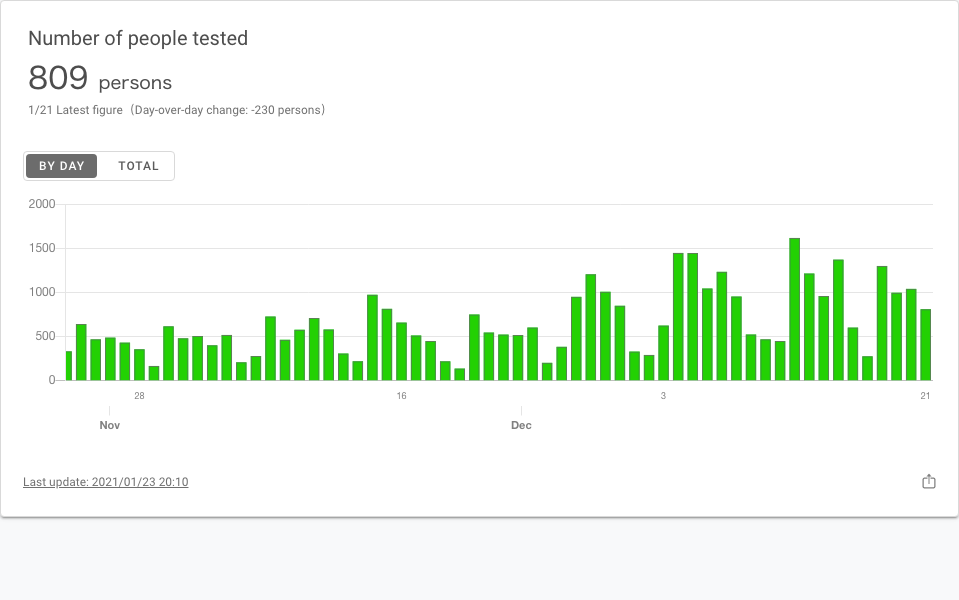 Number of people tested
809 persons
1/21 Latest figure（Day-over-day change: -230 persons）
BY DAY
TOTAL
2000
1500
1000
500
0
28
16
3
21
Nov
Dec
Last update: 2021/01/23 20:10